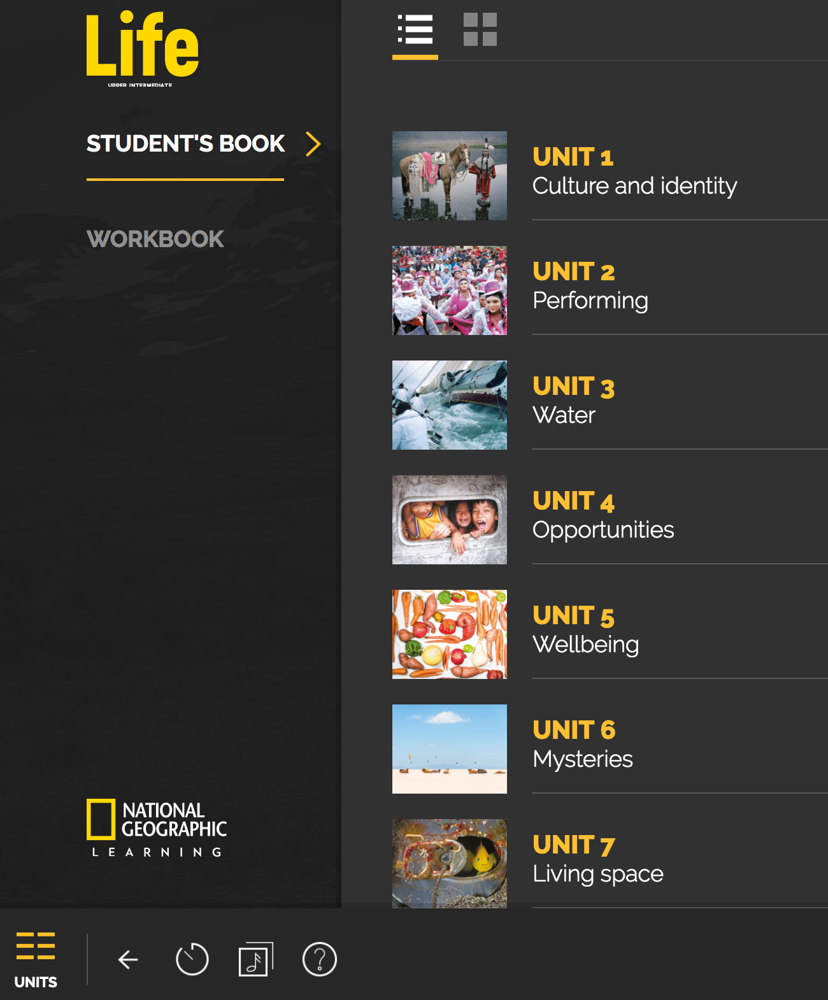 Life
UPPER INTERMEDIATE
STUDENT'S BOOK
WORKBOOK
NATIONAL
GEOGRAPHIC
LEARNING
UNIT 1
Culture and identity
UNIT 2
Performing
UNIT 3
Water
UNIT 4
Opportunities
UNIT 5
Wellbeing
UNIT 6
Mysteries
UNIT 7
Living space
UNITS